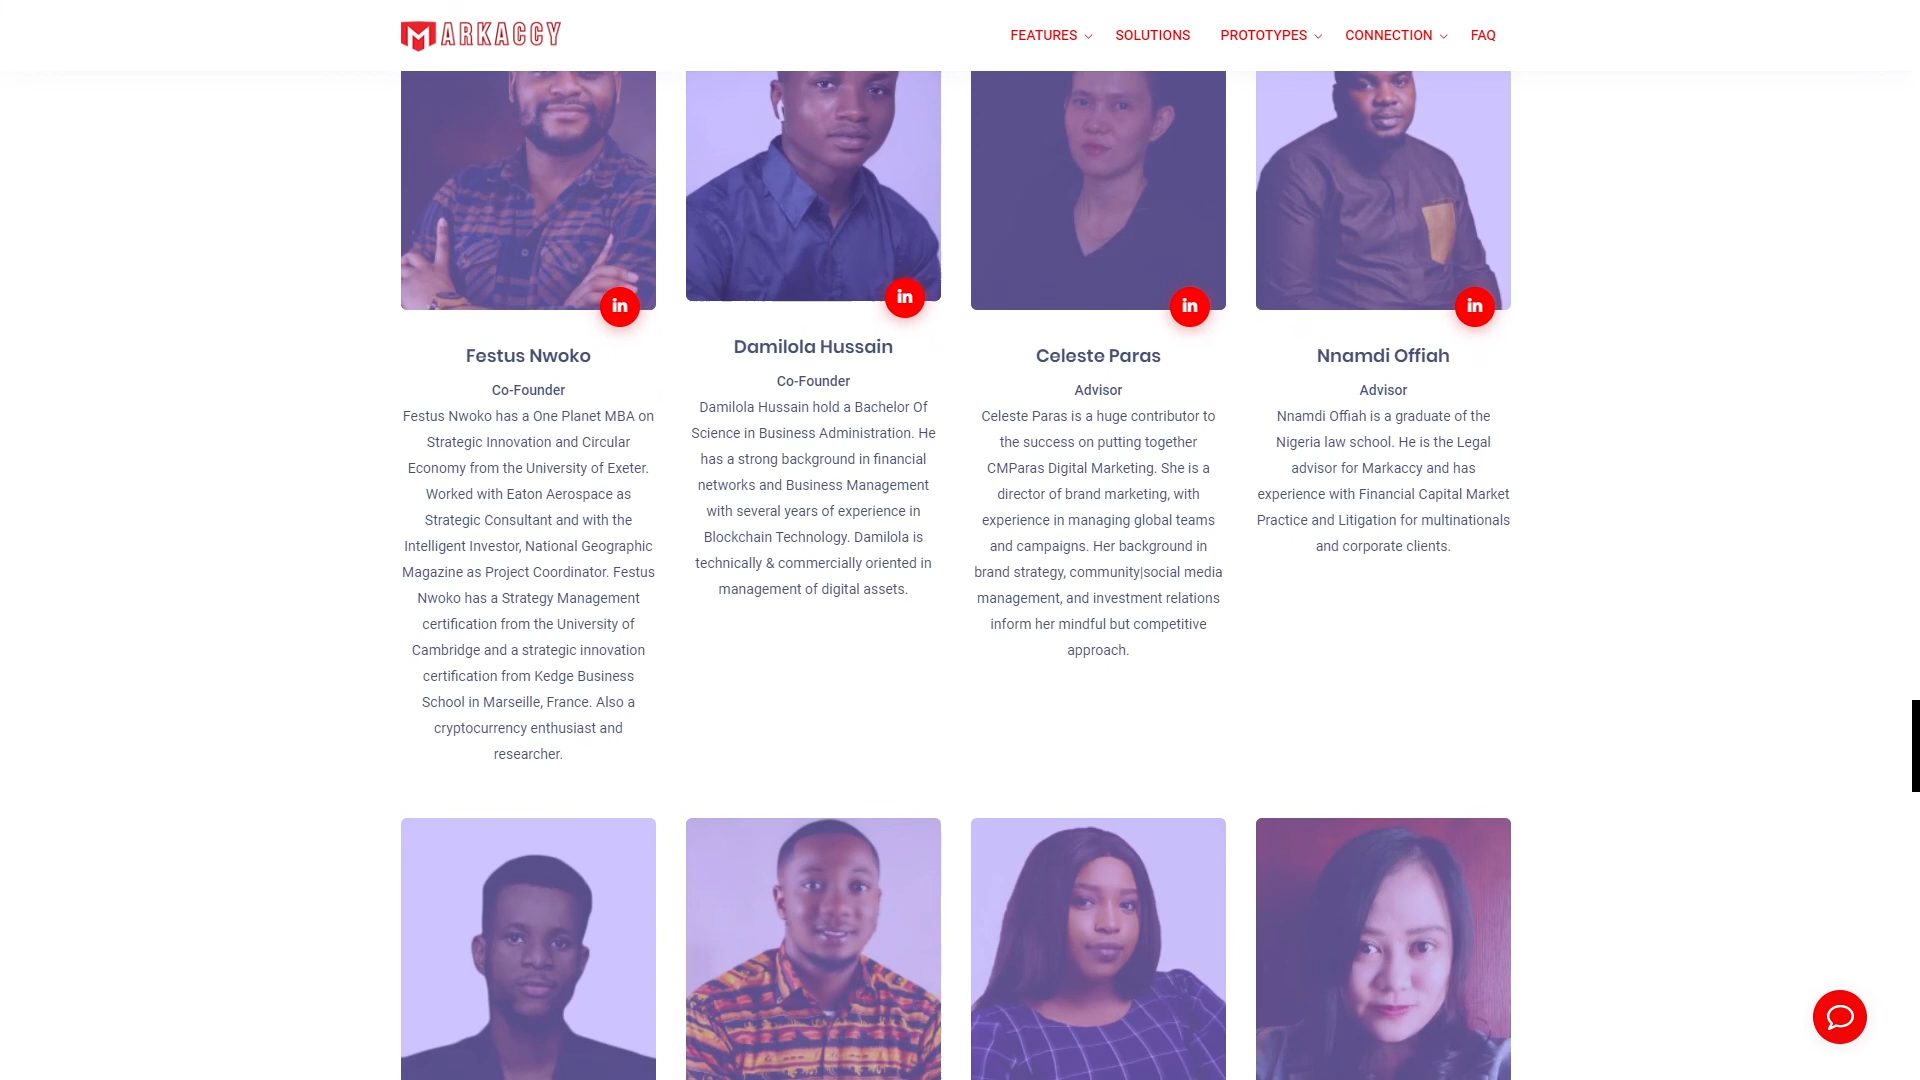 MARKACCY
FEATURES
SOLUTIONS
PROTOTYPES
CONNECTION
FAQ
in
in
in
in
Festus Nwoko
Co-Founder
Festus Nwoko has a One Planet MBA on
Strategic Innovation and Circular
Economy from the University of Exeter.
Worked with Eaton Aerospace as
Strategic Consultant and with the
Intelligent Investor, National Geographic
Magazine as Project Coordinator. Festus
Nwoko has a Strategy Management
certification from the University of
Cambridge and a strategic innovation
certification from Kedge Business
School in Marseille, France. Also a
cryptocurrency enthusiast and
researcher.
Damilola Hussain
Co-Founder
Damilola Hussain hold a Bachelor Of
Science in Business Administration. He
has a strong background in financial
networks and Business Management
with several years of experience in
Blockchain Technology. Damilola is
technically & commercially oriented in
management of digital assets.
Celeste Paras
Advisor
Celeste Paras is a huge contributor to
the success on putting together
CMParas Digital Marketing. She is a
director of brand marketing, with
experience in managing global teams
and campaigns. Her background in
brand strategy, community|social media
management, and investment relations
inform her mindful but competitive
approach.
Nnamdi Offiah
Advisor
Nnamdi Offiah is a graduate of the
Nigeria law school. He is the Legal
advisor for Markaccy and has
experience with Financial Capital Market
Practice and Litigation for multinationals
and corporate clients.